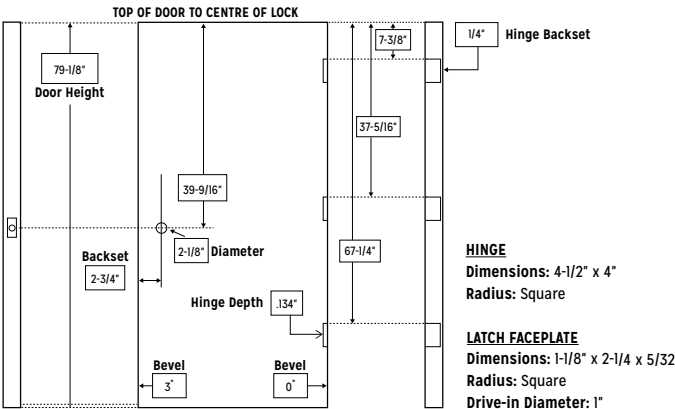 TOP OF DOOR TO CENTRE OF LOCK
79-1/8"
Door Height
7-3/8"
1/4"
Hinge Backset
37-5/16"
39-9/16"
2-1/8"
Diameter
67-1/4"
Backset
2-3/4"
Hinge Depth
.134"
HINGE
Dimensions: 4-1/2" x 4"
Radius: Square
LATCH FACEPLATE
Dimensions: 1-1/8" x 2-1/4 x 5/32
Radius: Square
Drive-in Diameter: 1"
Bevel
3°
Bevel
0°